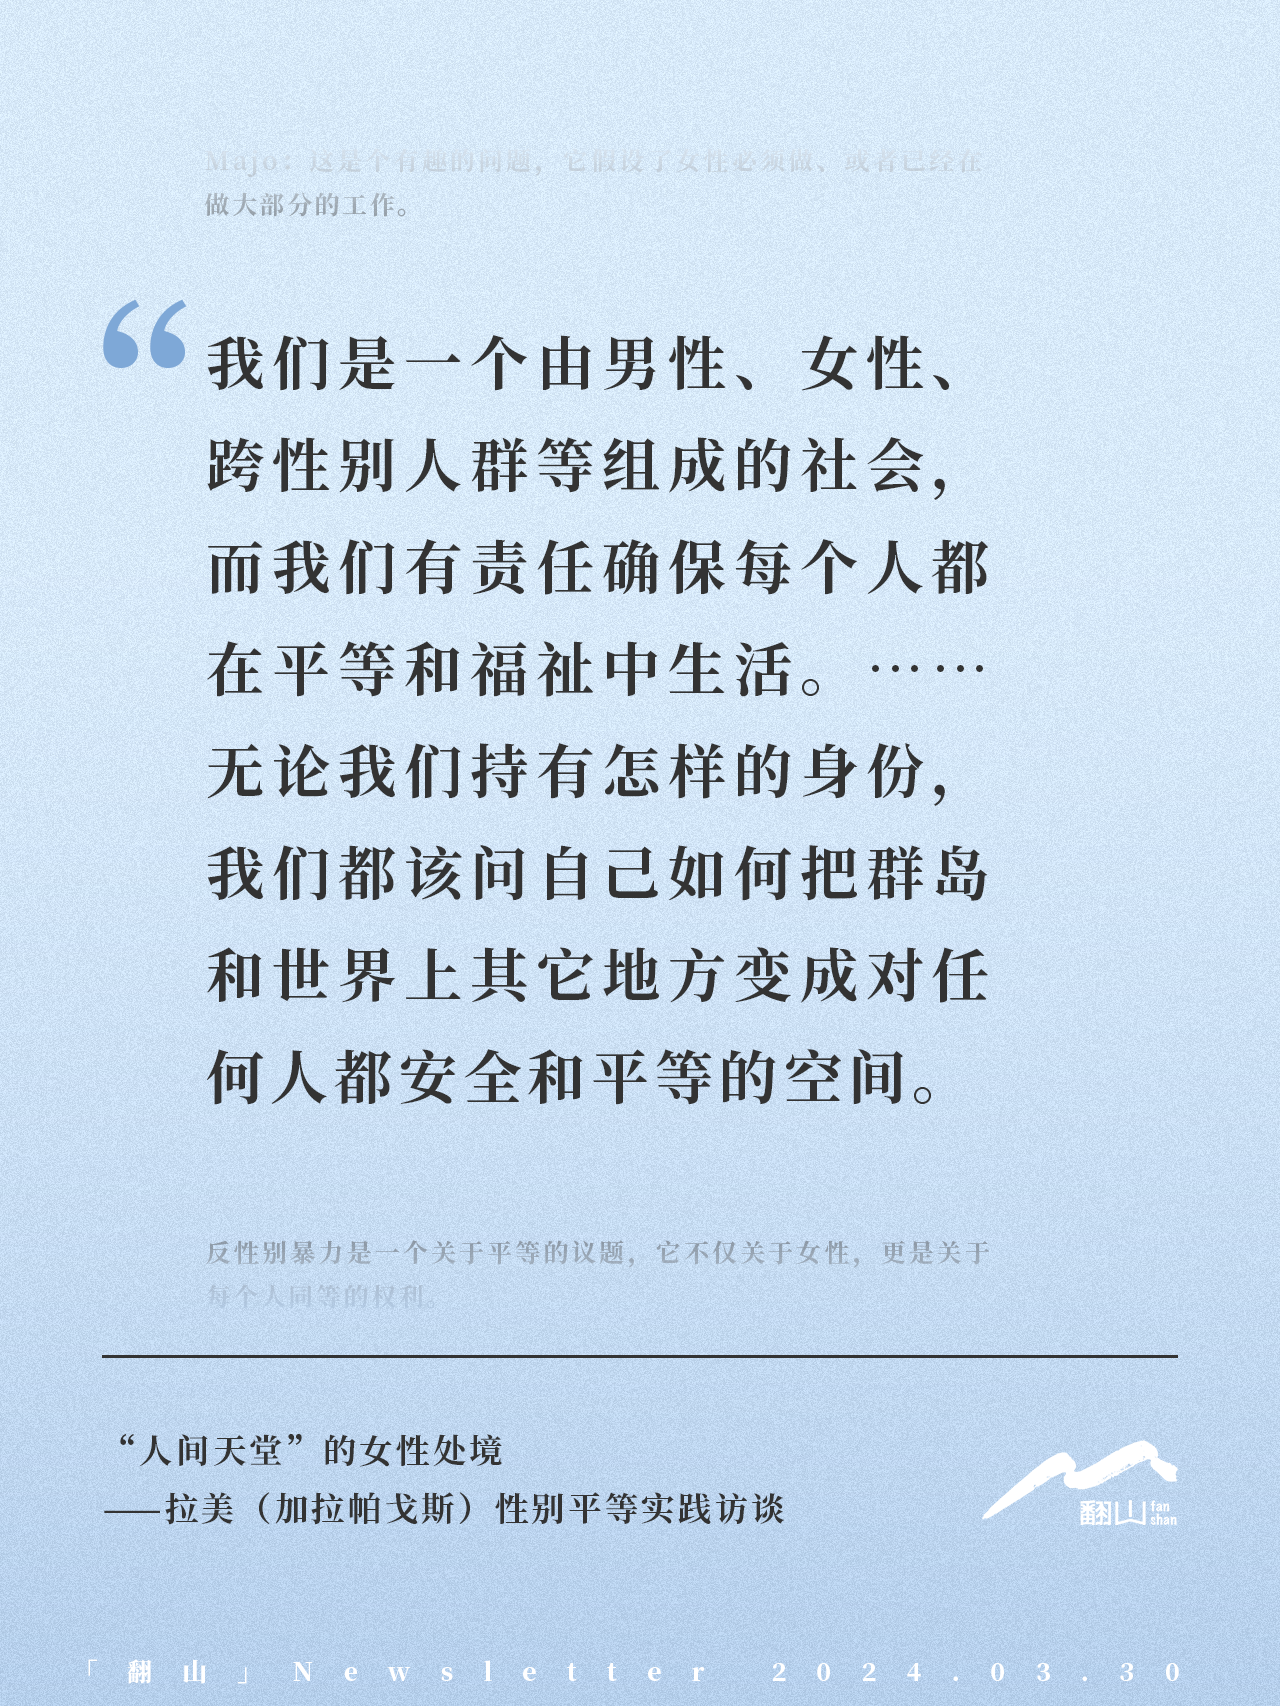 Majo：这是个有趣的问题，它假设了女性必须做、或者已经在
做大部分的工作。
“我们是一个由男性、女性、
跨性别人群等组成的社会，
而我们有责任确保每个人都
在平等和福祉中生活。……
无论我们持有怎样的身份，
我们都该问自己如何把群岛
和世界上其它地方变成对任
何人都安全和平等的空间。
反性别暴力是一个关于平等的议题，它不仅关于女性，更是关于
每个人同等的权利。
“人间天堂”的女性处境
——拉美（加拉帕戈斯）性别平等实践访谈
翻山 fan shan
「翻山」Newsletter 2024.03.30